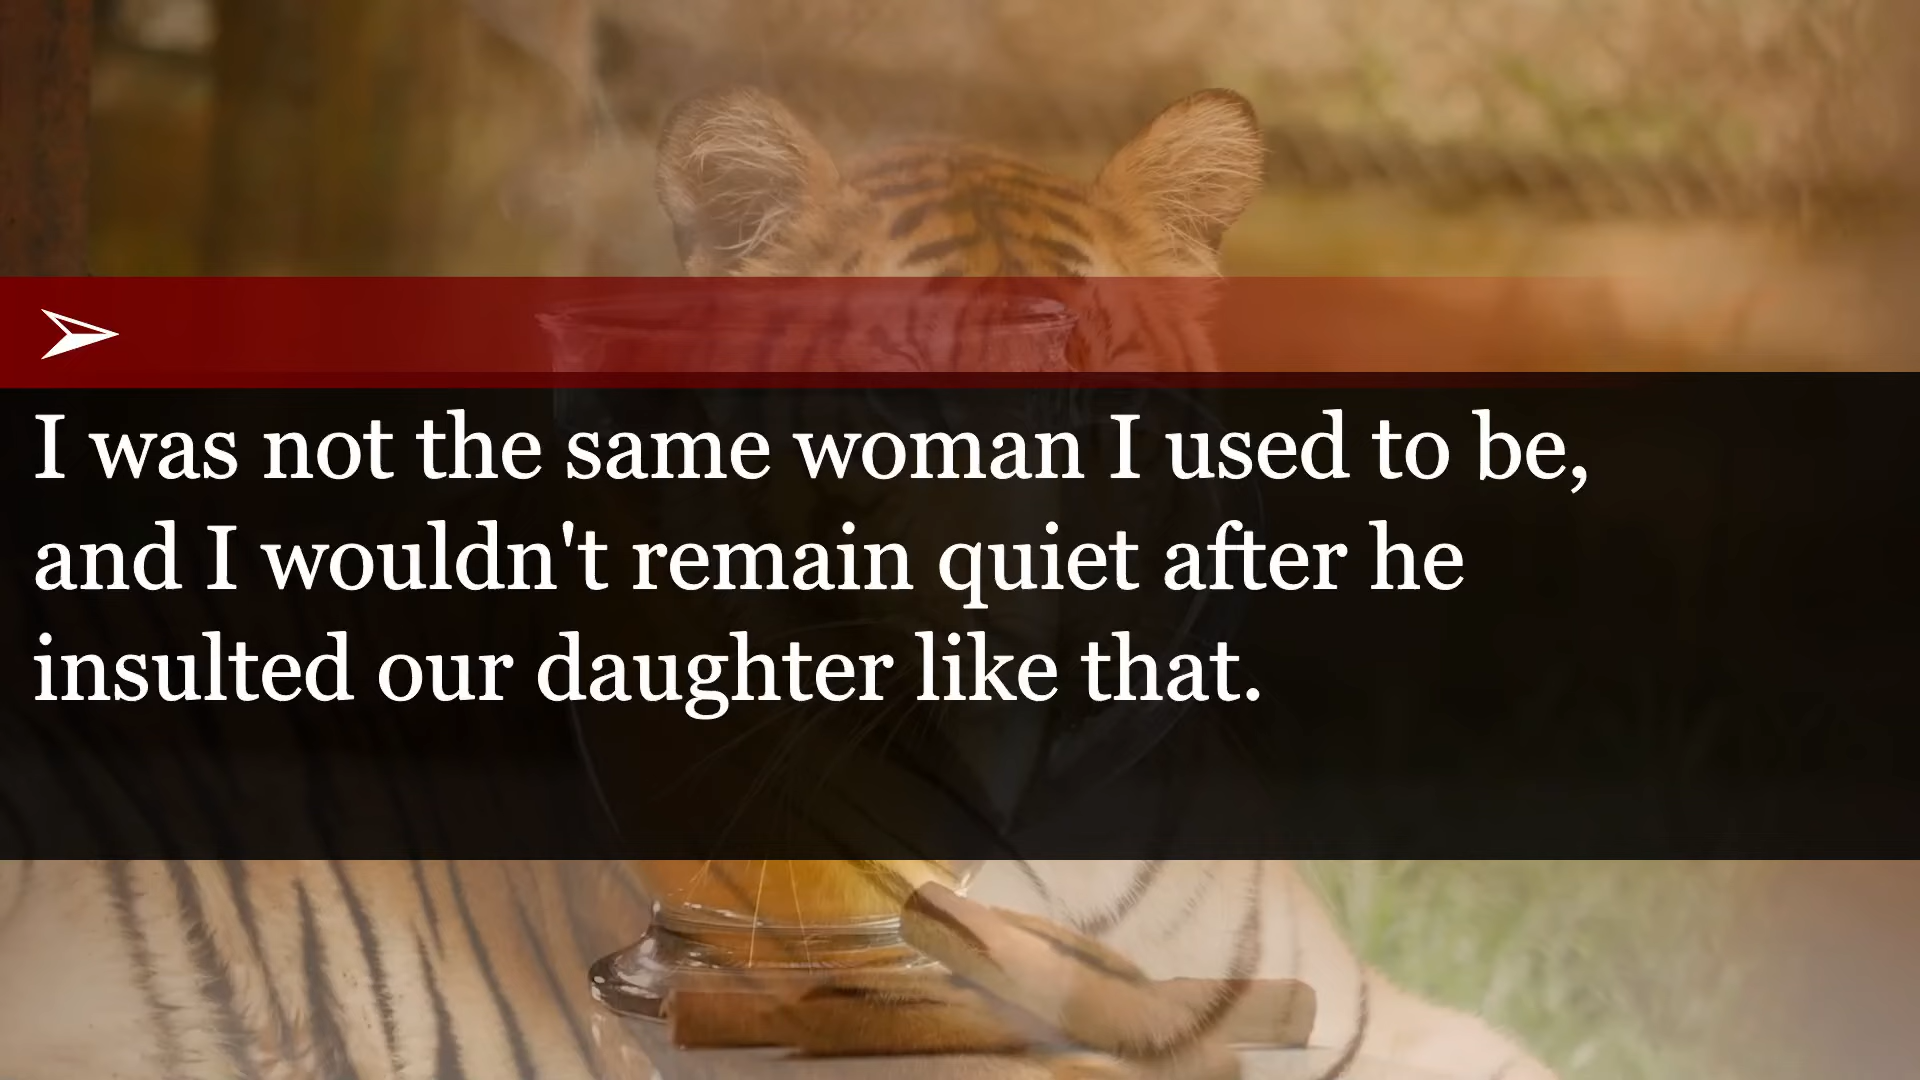 I was not the same woman I used to be,
and I wouldn't remain quiet after he
insulted our daughter like that.